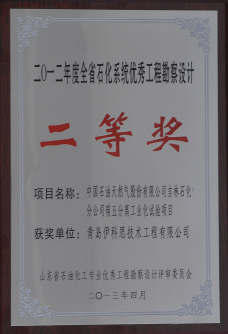 二〇一二年度全省石化系统优秀工程勘察设计
二等奖
项目名称：中国石油天然气股份有限公司吉林石化
分公司碳五分离工业化试验项目
获奖单位：青岛伊科思技术工程有限公司
山东省石油化工专业优秀工程勘察设计评审委员会
二〇一三年四月